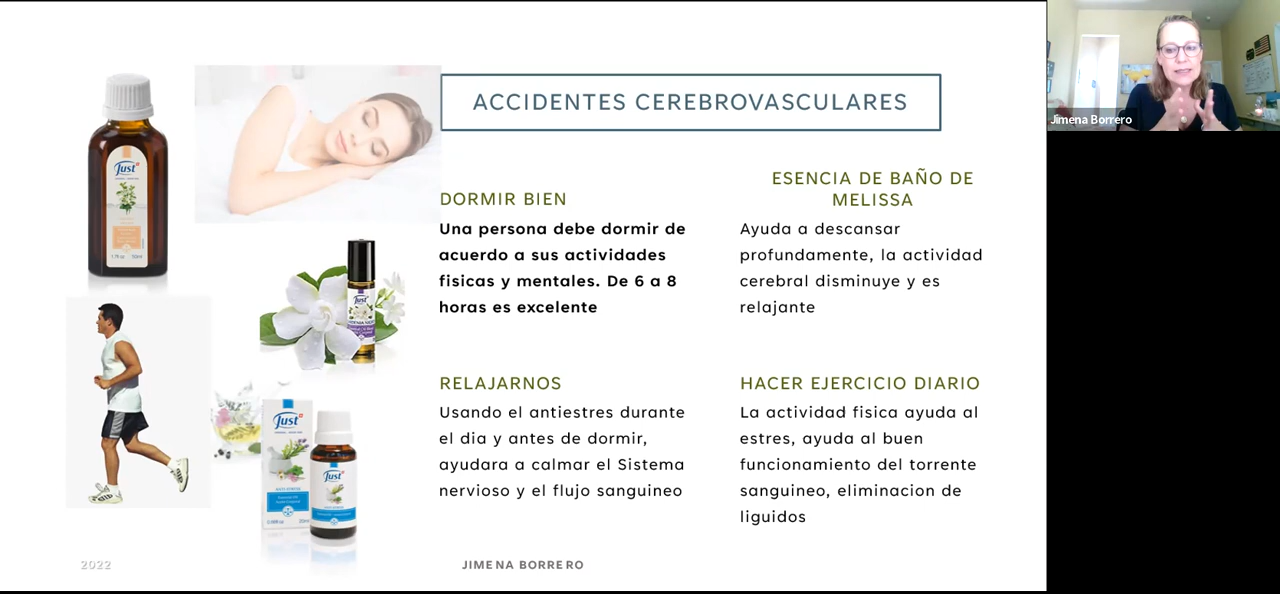 ACCIDENTES CEREBROVASCULARES
DORMIR BIEN
Una persona debe dormir de
acuerdo a sus actividades
fisicas y mentales. De 6 a 8
horas es excelente
ESENCIA DE BAÑO DE
MELISSA
Ayuda a descansar
profundamente, la actividad
cerebral disminuye y es
relajante
RELAJARNOS
Usando el antiestres durante
el dia y antes de dormir,
ayudara a calmar el Sistema
nervioso y el flujo sanguineo
HACER EJERCICIO DIARIO
La actividad fisica ayuda al
estres, ayuda al buen
funcionamiento del torrente
sanguineo, eliminacion de
liguidos
Just
Just
Just
Just
2022
JIMENA BORRERO
Jimena Borrero